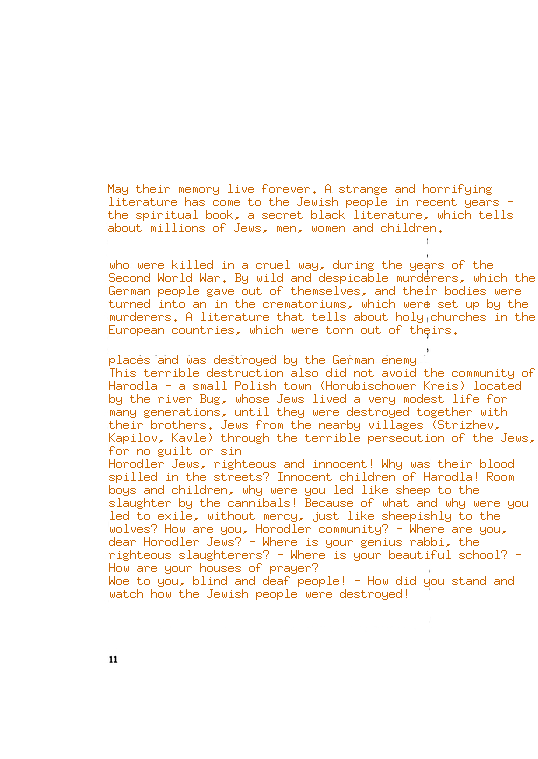 May their memory live forever. A strange and horrifying
literature has come to the Jewish people in recent years -
the spiritual book, a secret black literature, which tells
about millions of Jews, men, women and children.
who were killed in a cruel way, during the years of the
Second World War. By wild and despicable murderers, which the
German people gave out of themselves, and their bodies were
turned into an in the crematoriums, which were set up by the
murderers. A literature that tells about holy churches in the
European countries, which were torn out of theirs.
places and was destroyed by the German enemy
This terrible destruction also did not avoid the community of
Harodla - a small Polish town (Horubischower Kreis) located
by the river Bug, whose Jews lived a very modest life for
many generations, until they were destroyed together with
their brothers. Jews from the nearby villages (Strizhev,
Kapilov, Kavle) through the terrible persecution of the Jews,
for no guilt or sin
Horodler Jews, righteous and innocent! Why was their blood
spilled in the streets? Innocent children of Harodla! Room
boys and children, why were you led like sheep to the
slaughter by the cannibals! Because of what and why were you
led to exile, without mercy, just like sheepishly to the
wolves? How are you, Horodler community? - Where are you,
dear Horodler Jews? - Where is your genius rabbi, the
righteous slaughterers? - Where is your beautiful school? -
How are your houses of prayer?
Woe to you, blind and deaf people! - How did you stand and
watch how the Jewish people were destroyed!
11